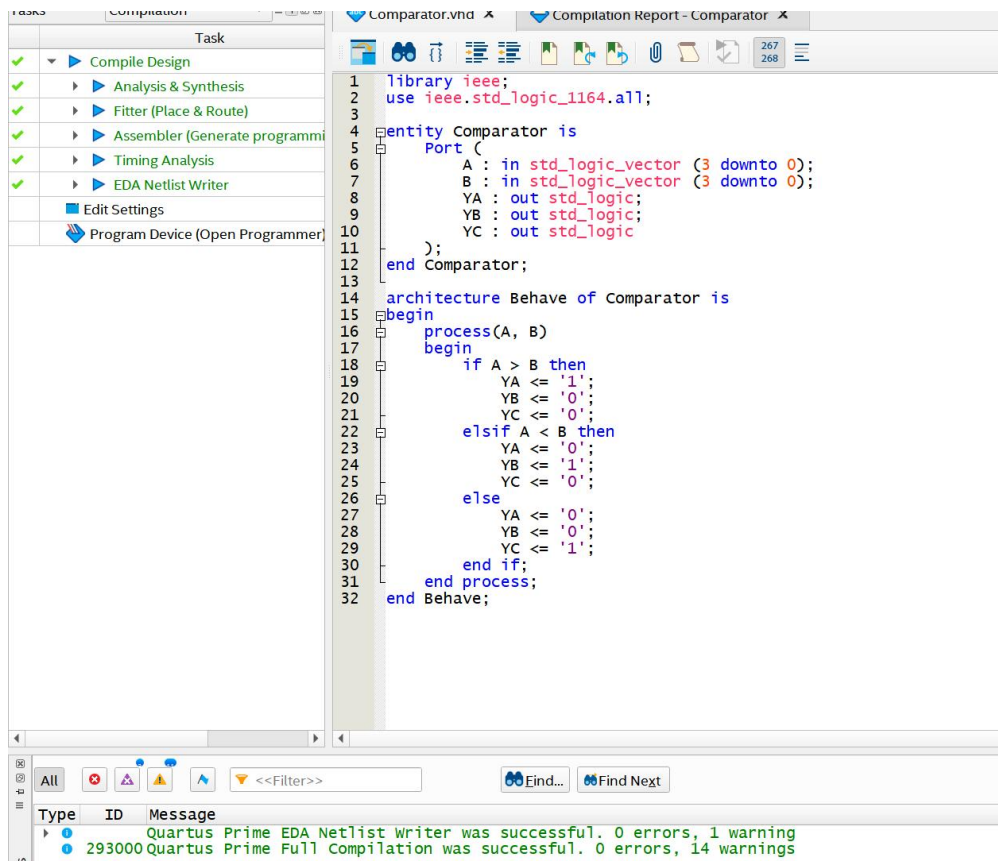 Tasks Compilation
Task
Compile Design
Analysis & Synthesis
Fitter (Place & Route)
Assembler (Generate programmi
Timing Analysis
EDA Netlist Writer
Edit Settings
Program Device (Open Programmer)
Comparator.vhd X Compilation Report - Comparator X
267
268
1 library ieee;
2 use ieee.std_logic_1164.all;
3
4 entity Comparator is
5 Port (
6 A : in std_logic_vector (3 downto 0);
7 B : in std_logic_vector (3 downto 0);
8 YA : out std_logic;
9 YB : out std_logic;
10 YC : out std_logic
11 );
12 end Comparator;
13
14 architecture Behave of Comparator is
15 begin
16 process(A, B)
17 begin
18 if A > B then
19 YA <= '1';
20 YB <= '0';
21 YC <= '0';
22 elsif A < B then
23 YA <= '0';
24 YB <= '1';
25 YC <= '0';
26 else
27 YA <= '0';
28 YB <= '0';
29 YC <= '1';
30 end if;
31 end process;
32 end Behave;
All <<Filter>> Find... Find Next
Type ID Message
Quartus Prime EDA Netlist Writer was successful. 0 errors, 1 warning
293000 Quartus Prime Full Compilation was successful. 0 errors, 14 warnings